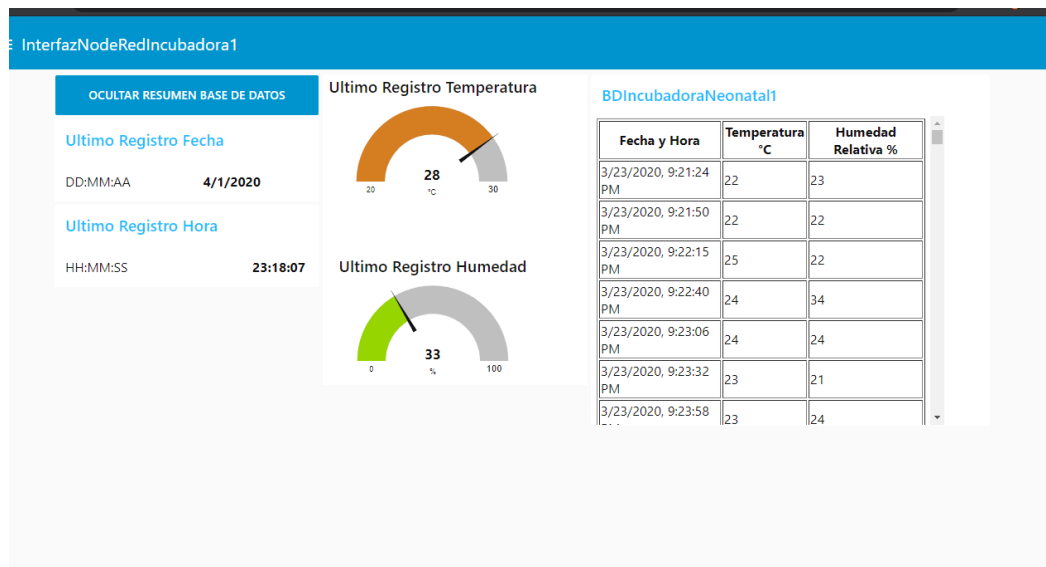 InterfazNodeRedIncubadora1
OCULTAR RESUMEN BASE DE DATOS
Ultimo Registro Fecha
DD:MM:AA 4/1/2020
Ultimo Registro Hora
HH:MM:SS 23:18:07
Ultimo Registro Temperatura
28
20 °C 30
Ultimo Registro Humedad
33
0 % 100
BDIncubadoraNeonatal1
Fecha y Hora Temperatura °C Humedad Relativa %
3/23/2020, 9:21:24 PM 22 23
3/23/2020, 9:21:50 PM 22 22
3/23/2020, 9:22:15 PM 25 22
3/23/2020, 9:22:40 PM 24 34
3/23/2020, 9:23:06 PM 24 24
3/23/2020, 9:23:32 PM 23 21
3/23/2020, 9:23:58 23 24